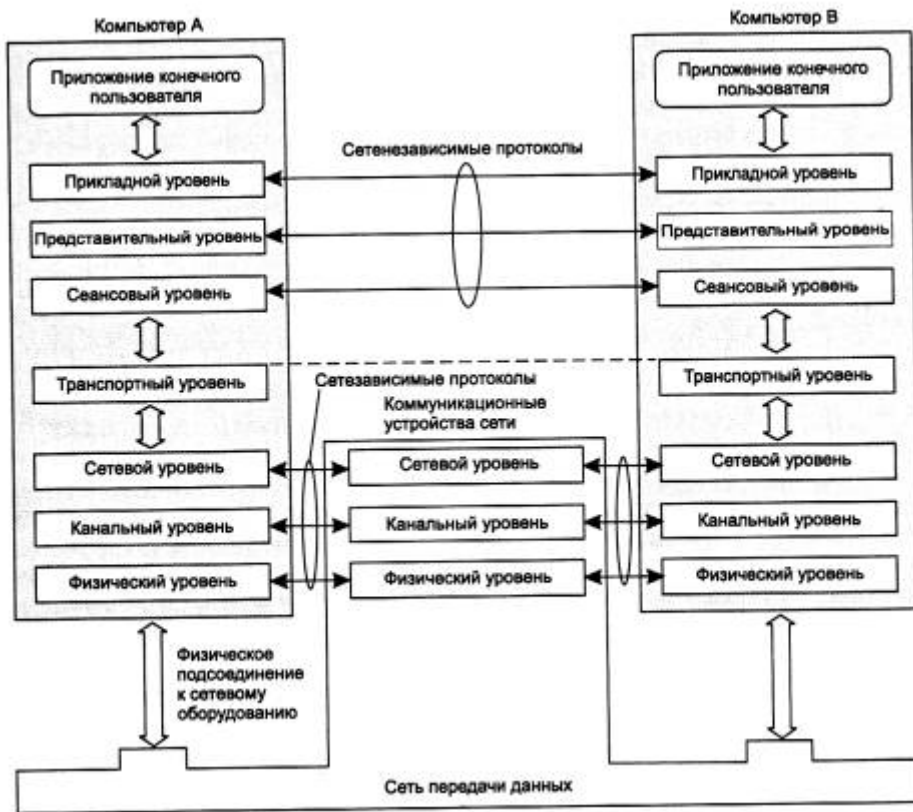 Компьютер A
Компьютер B
Приложение конечного
пользователя
Приложение конечного
пользователя
Сетенезависимые протоколы
Прикладной уровень
Прикладной уровень
Представительный уровень
Представительный уровень
Сеансовый уровень
Сеансовый уровень
Транспортный уровень
Транспортный уровень
Сетезависимые протоколы
Коммуникационные
устройства сети
Сетевой уровень
Сетевой уровень
Сетевой уровень
Канальный уровень
Канальный уровень
Канальный уровень
Физический уровень
Физический уровень
Физический уровень
Физическое
подсоединение
к сетевому
оборудованию
Сеть передачи данных